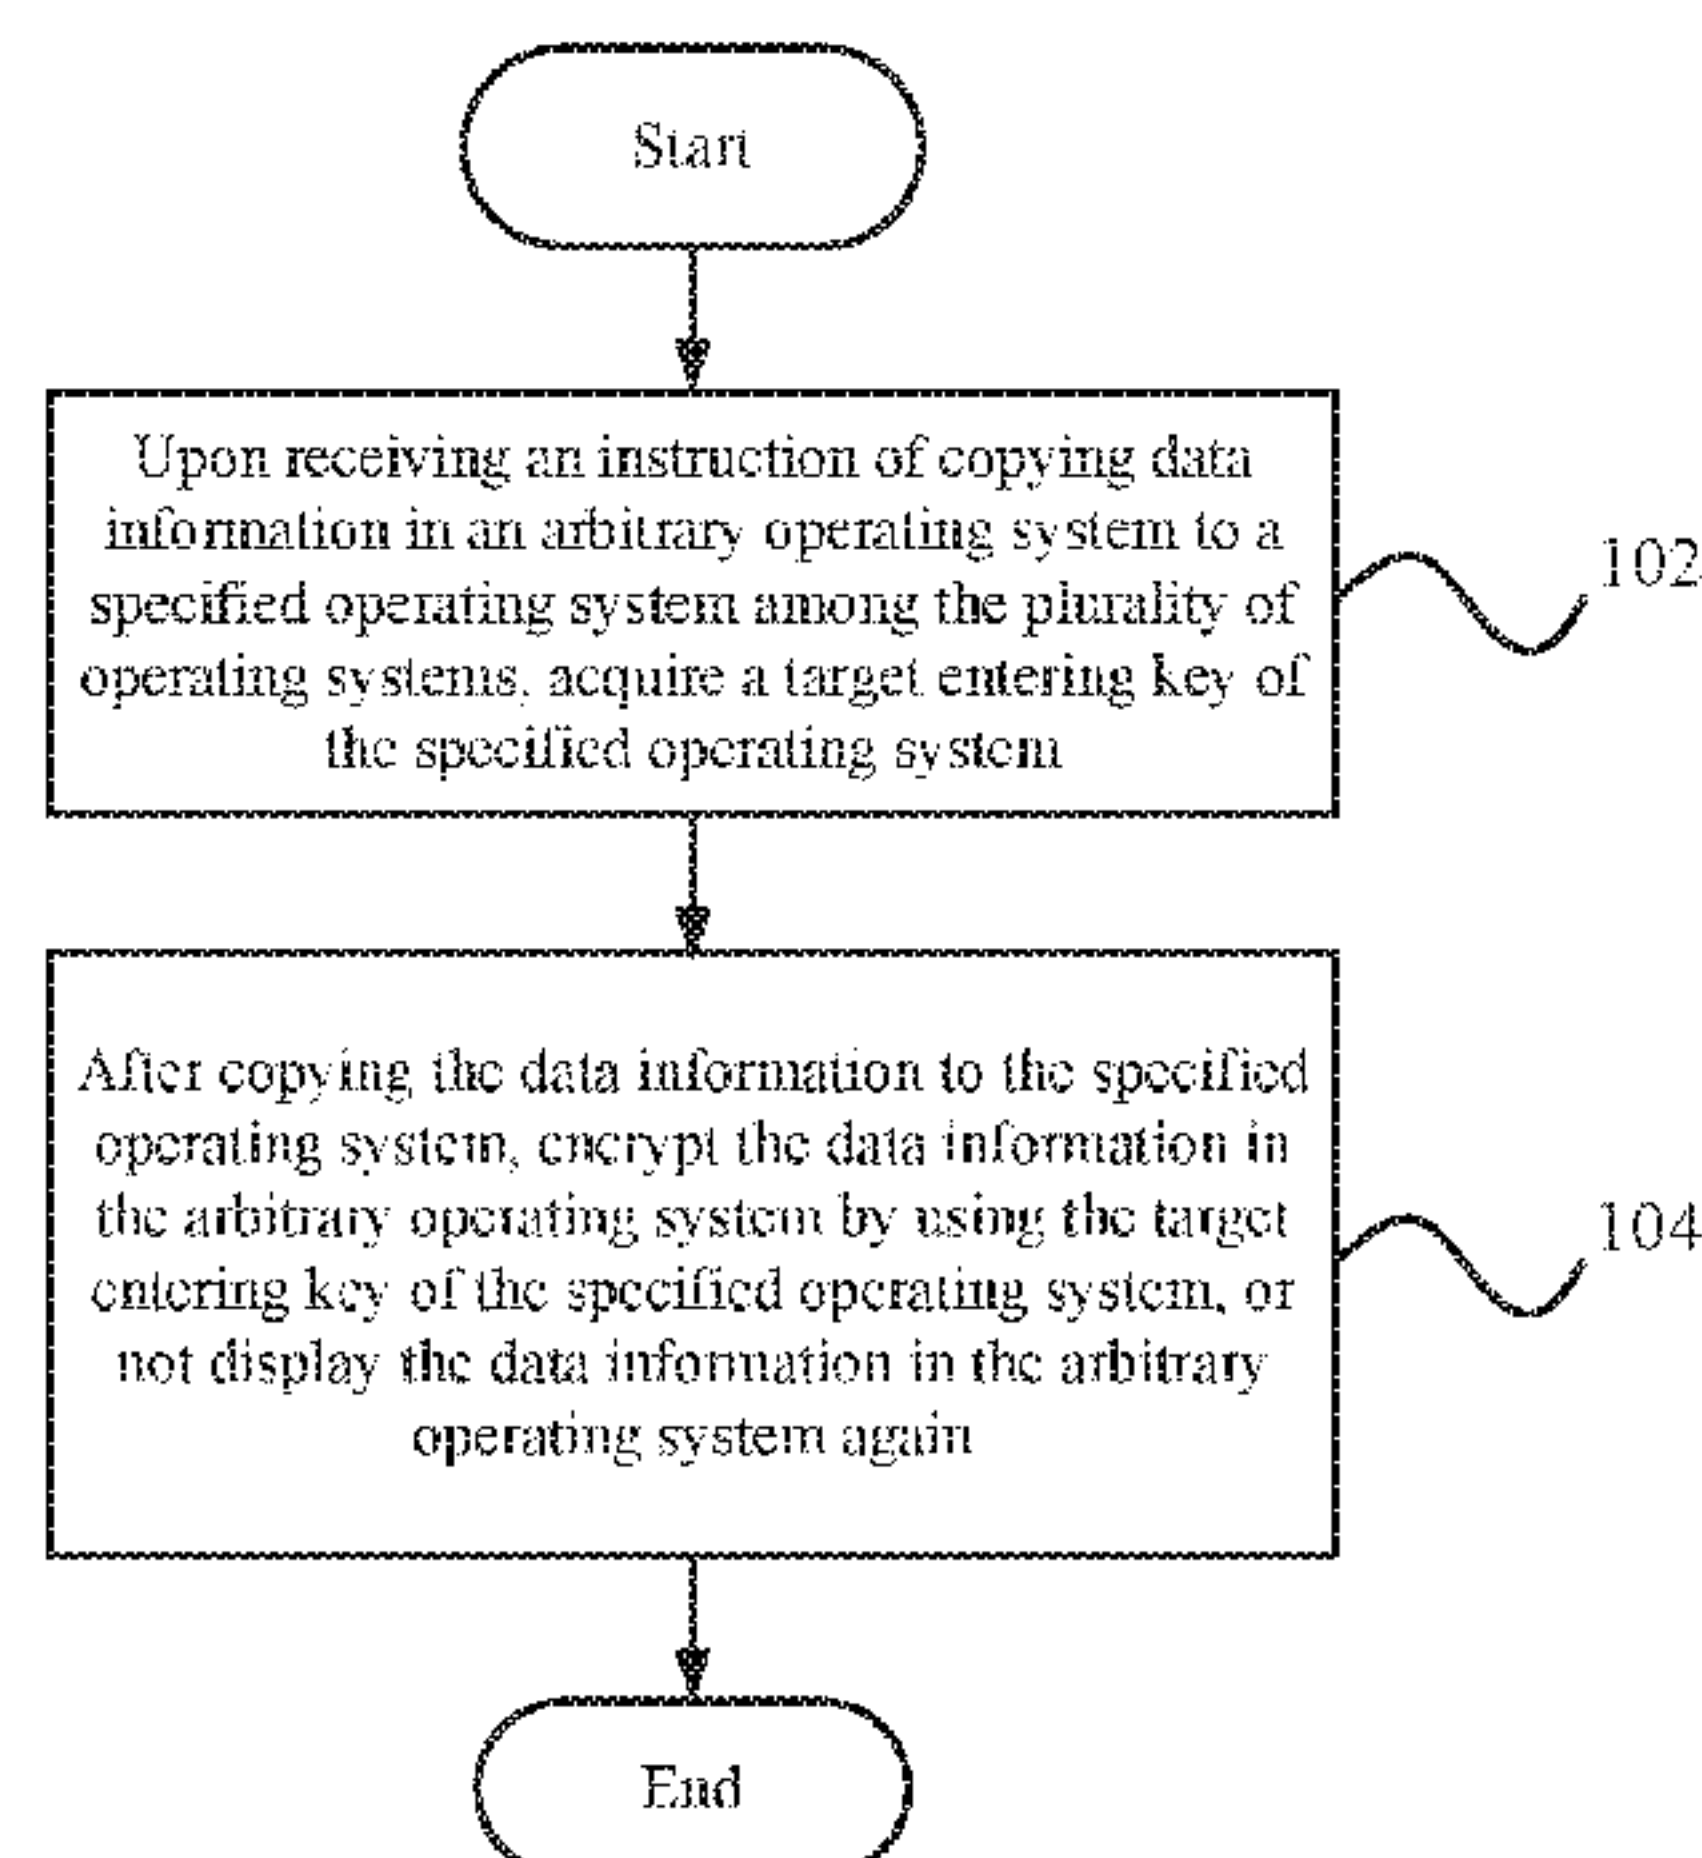 Start
Upon receiving an instruction of copying data
information in an arbitrary operating system to a
specified operating system among the plurality of
operating systems, acquire a target entering key of
the specified operating system
102
After copying the data information to the specified
operating system, encrypt the data information in
the arbitrary operating system by using the target
entering key of the specified operating system, or
not display the data information in the arbitrary
operating system again
104
End